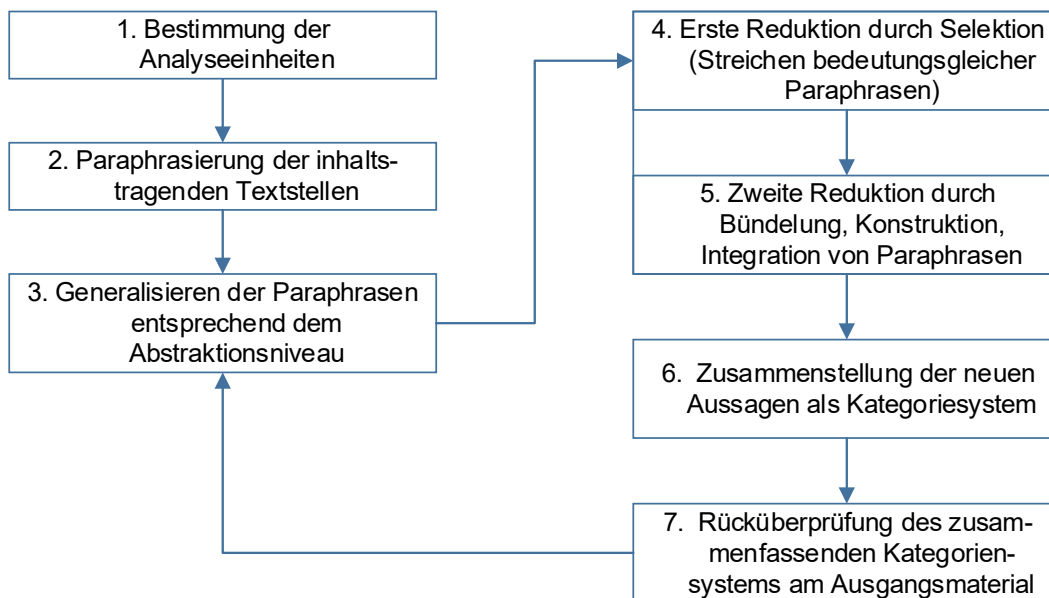 1. Bestimmung der
Analyseeinheiten
2. Paraphrasierung der inhalts-
tragenden Textstellen
3. Generalisieren der Paraphrasen
entsprechend dem
Abstraktionsniveau
4. Erste Reduktion durch Selektion
(Streichen bedeutungsgleicher
Paraphrasen)
5. Zweite Reduktion durch
Bündelung, Konstruktion,
Integration von Paraphrasen
6. Zusammenstellung der neuen
Aussagen als Kategoriesystem
7. Rücküberprüfung des zusam-
menfassenden Kategorien-
systems am Ausgangsmaterial